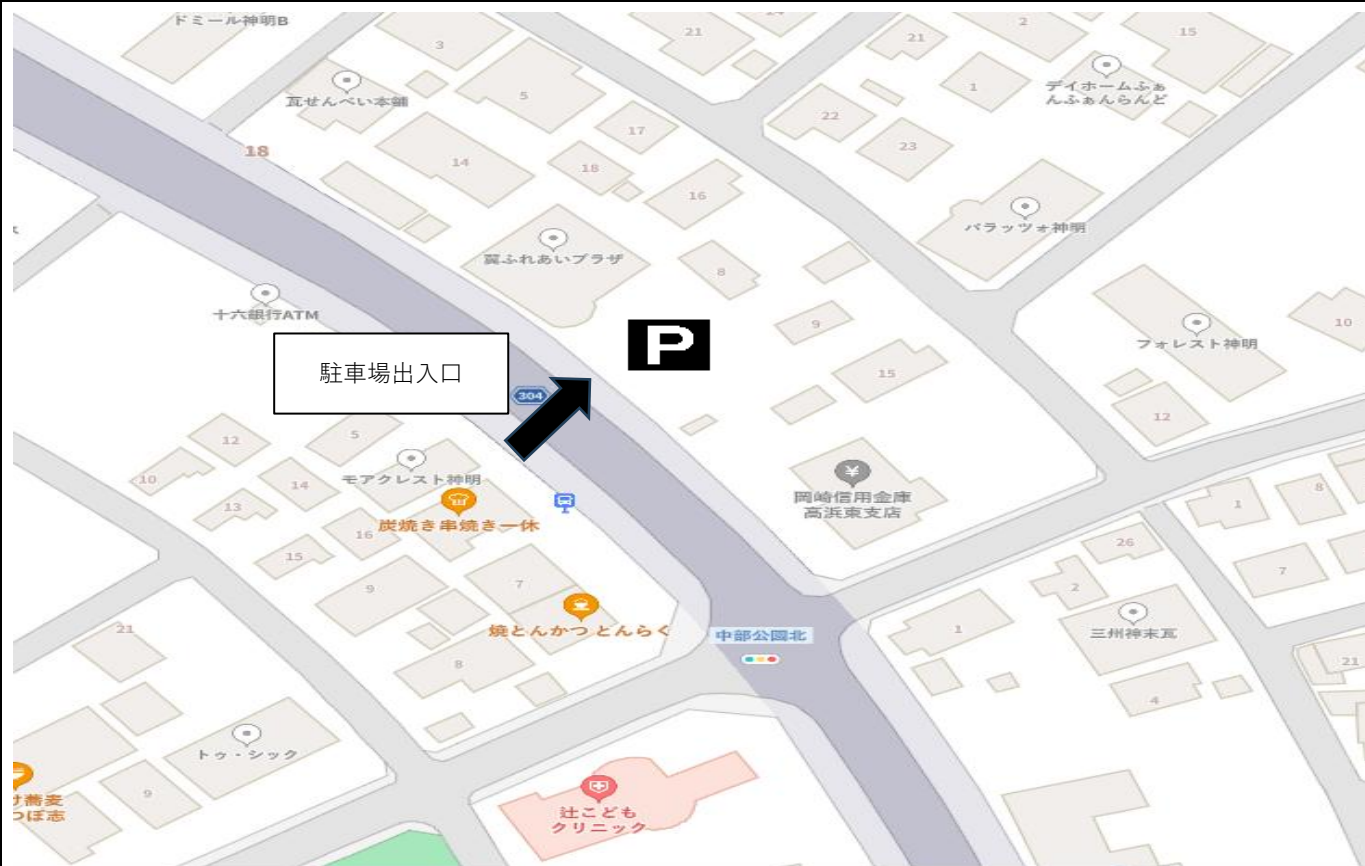 ドミール神明B
24
21
21
2
15
3
瓦せんべい本舗
5
17
22
1
デイホームふぁ
んふぁんらんど
18
14
18
16
23
パラッツォ神明
翼ふれあいプラザ
8
十六銀行ATM
P
9
フォレスト神明
10
駐車場出入口
304
15
12
12
5
10
14
モアクレスト神明
13
炭焼き串焼き一休
岡崎信用金庫
高浜東支店
1
8
16
15
26
9
7
2
7
焼とんかつ とんらく
中部公園北
1
三州神末瓦
21
8
21
4
トゥ・シック
け蕎麦
つぼ志
9
辻こども
クリニック